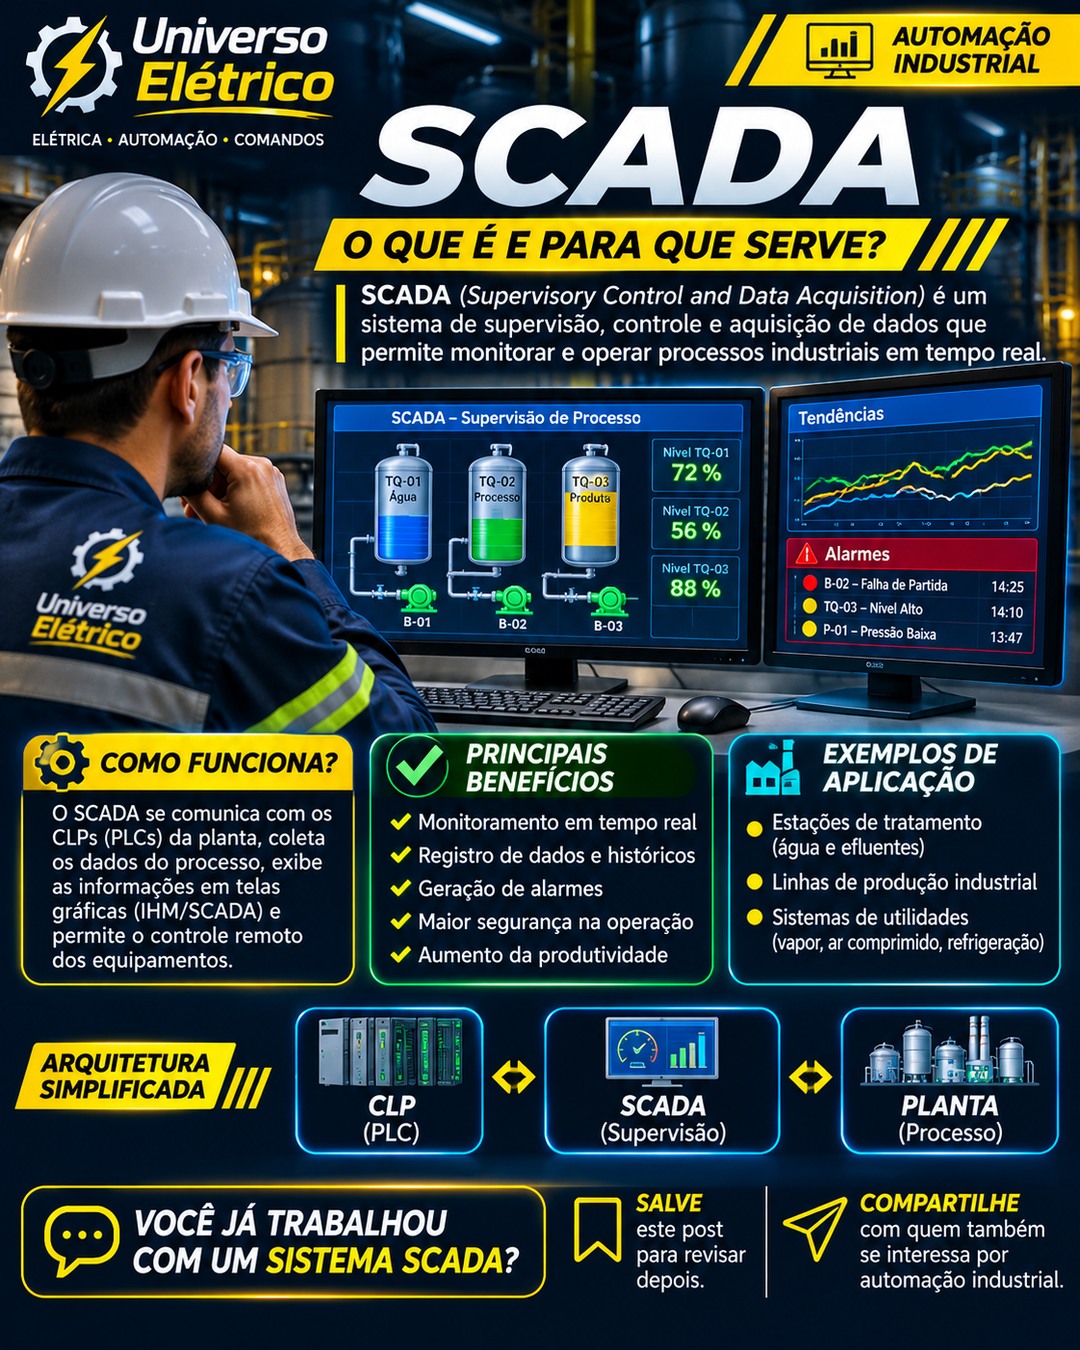 Universo
Elétrico
ELÉTRICA • AUTOMAÇÃO • COMANDOS
AUTOMAÇÃO
INDUSTRIAL
SCADA
O QUE É E PARA QUE SERVE?
SCADA (Supervisory Control and Data Acquisition) é um
sistema de supervisão, controle e aquisição de dados que
permite monitorar e operar processos industriais em tempo real.
SCADA – Supervisão de Processo
TQ-01
Água
TQ-02
Processo
TQ-03
Produto
B-01
B-02
B-03
Nível TQ-01
72 %
Nível TQ-02
56 %
Nível TQ-03
88 %
Tendências
Alarmes
B-02 – Falha de Partida 14:25
TQ-03 – Nível Alto 14:10
P-01 – Pressão Baixa 13:47
Universo
Elétrico
COMO FUNCIONA?
O SCADA se comunica com os
CLPs (PLCs) da planta, coleta
os dados do processo, exibe
as informações em telas
gráficas (IHM/SCADA) e
permite o controle remoto
dos equipamentos.
PRINCIPAIS
BENEFÍCIOS
Monitoramento em tempo real
Registro de dados e históricos
Geração de alarmes
Maior segurança na operação
Aumento da produtividade
EXEMPLOS DE
APLICAÇÃO
Estações de tratamento
(água e efluentes)
Linhas de produção industrial
Sistemas de utilidades
(vapor, ar comprimido, refrigeração)
ARQUITETURA
SIMPLIFICADA
CLP
(PLC)
SCADA
(Supervisão)
PLANTA
(Processo)
VOCÊ JÁ TRABALHOU
COM UM SISTEMA SCADA?
SALVE
este post
para revisar
depois.
COMPARTILHE
com quem também
se interessa por
automação industrial.